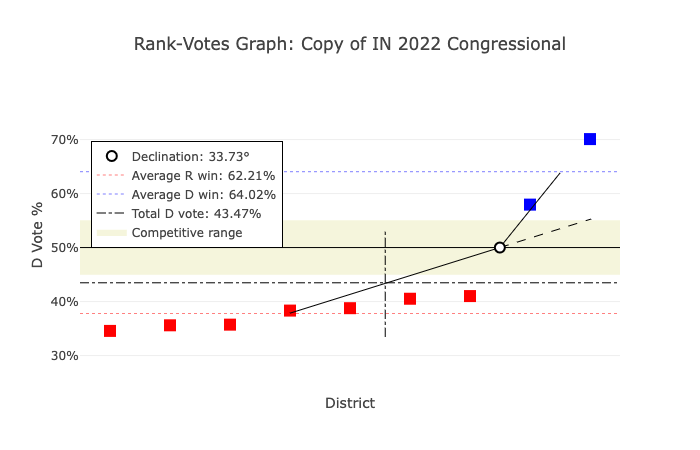 Rank-Votes Graph: Copy of IN 2022 Congressional
70%
60%
50%
40%
30%
D Vote %
Declination: 33.73°
Average R win: 62.21%
Average D win: 64.02%
Total D vote: 43.47%
Competitive range
District